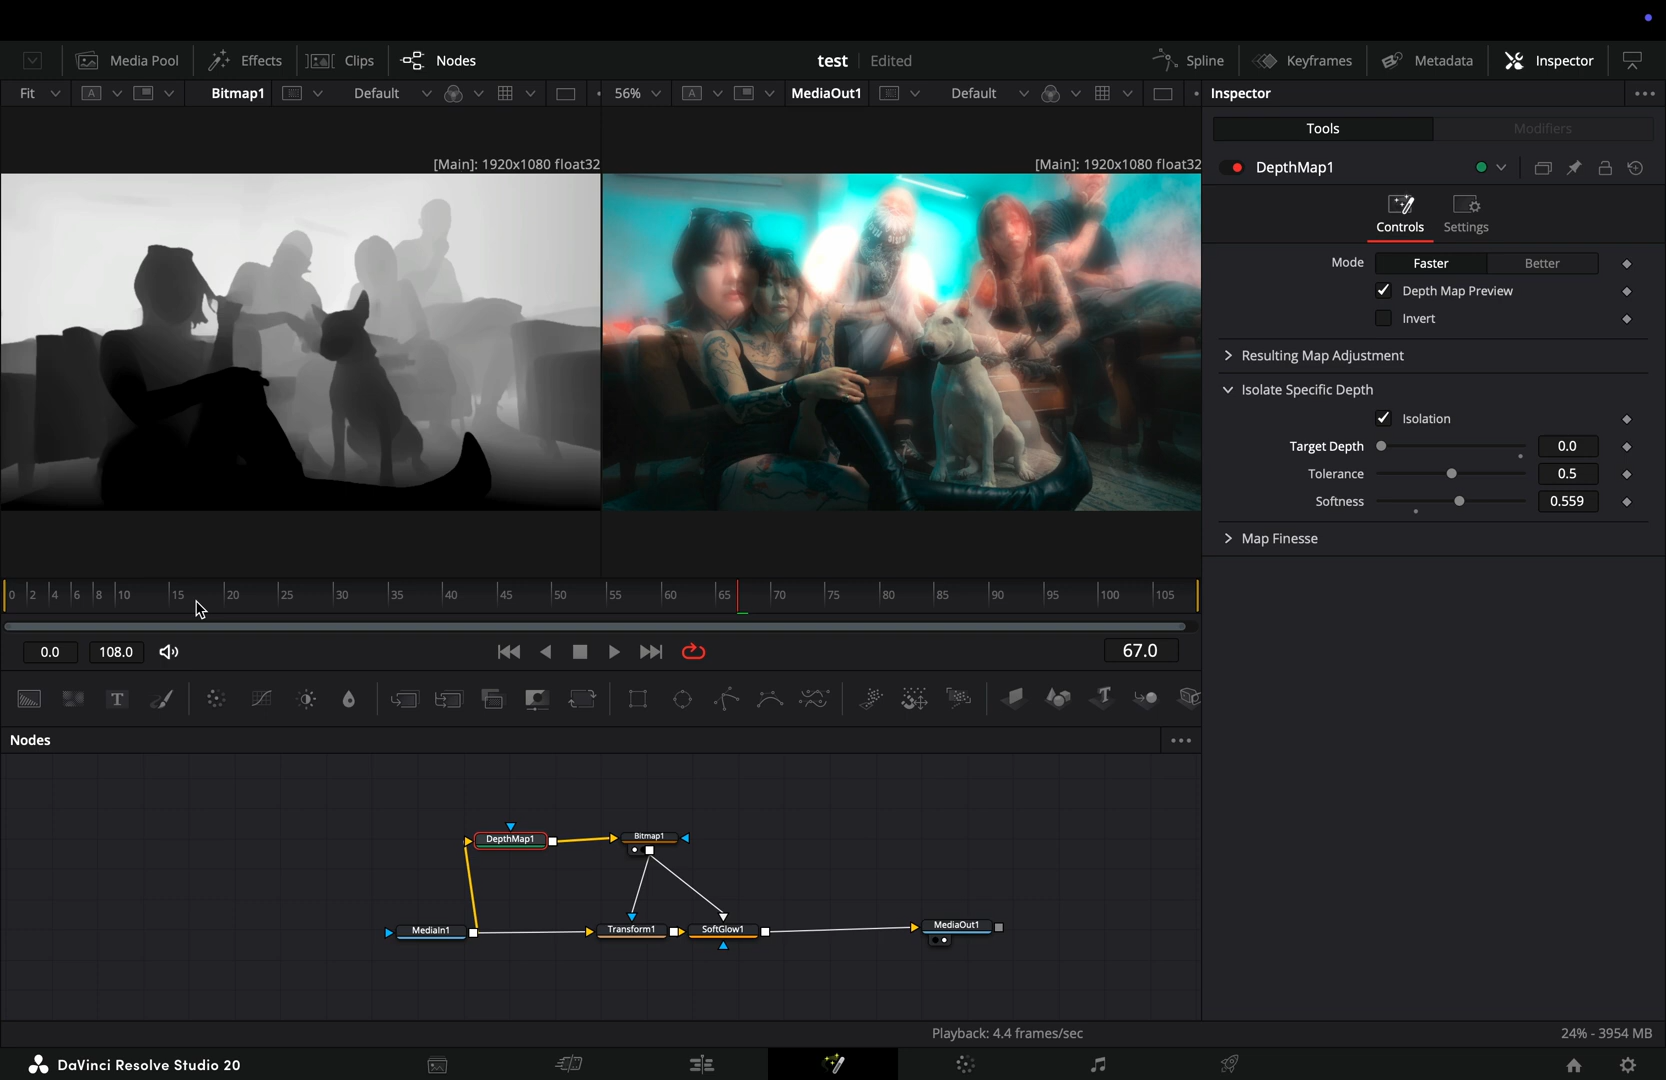 Media Pool Effects Clips Nodes test Edited Spline Keyframes Metadata Inspector
Fit A Bitmap1 Default 56% A MediaOut1 Default Inspector
Tools Modifiers
[Main]: 1920x1080 float32 [Main]: 1920x1080 float32
DepthMap1
Controls Settings
Mode Faster Better
Depth Map Preview
Invert
Resulting Map Adjustment
Isolate Specific Depth
Isolation
Target Depth 0.0
Tolerance 0.5
Softness 0.559
Map Finesse
0 2 4 6 8 10 15 20 25 30 35 40 45 50 55 60 65 70 75 80 85 90 95 100 105
0.0 108.0 67.0
T T
Nodes
DepthMap1 Bitmap1
MediaIn1 Transform1 SoftGlow1 MediaOut1
Playback: 4.4 frames/sec 24% - 3954 MB
DaVinci Resolve Studio 20